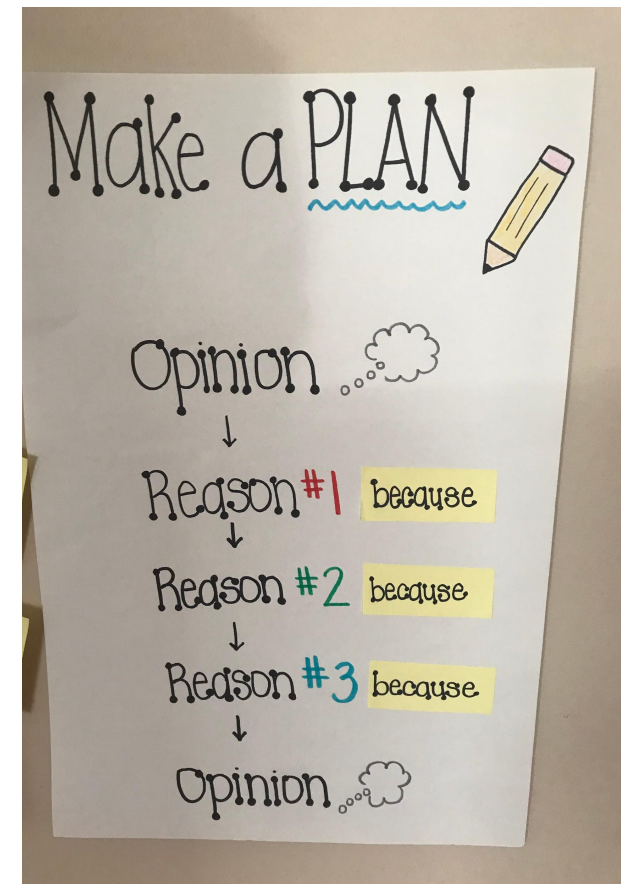 Make a PLAN
Opinion
Reason #1 because
Reason #2 because
Reason #3 because
Opinion